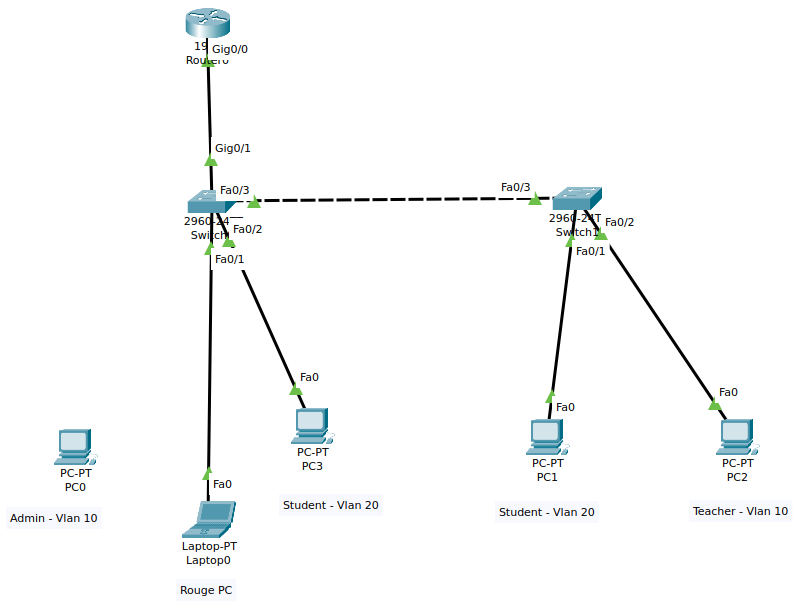 Gig0/0
19
Router0
Gig0/1
Fa0/3
2960-24
Switch
Fa0/2
Fa0/1
Fa0/3
2960-24T
Switch1
Fa0/2
Fa0/1
Fa0
PC-PT
PC3
Student - Vlan 20
PC-PT
PC0
Admin - Vlan 10
Fa0
Laptop-PT
Laptop0
Rouge PC
Fa0
PC-PT
PC1
Student - Vlan 20
Fa0
PC-PT
PC2
Teacher - Vlan 10